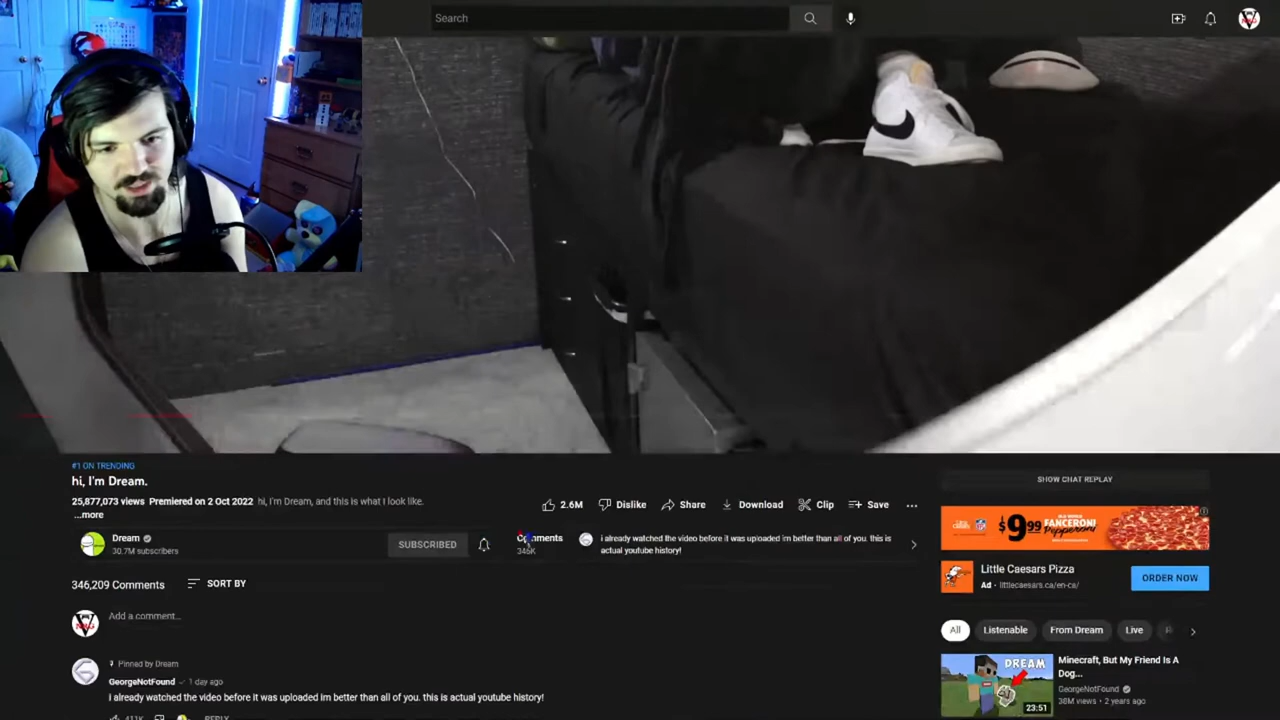 Search
#1 ON TRENDING
hi, I'm Dream.
25,877,073 views Premiered on 2 Oct 2022 hi, I'm Dream, and this is what I look like.
...more
2.6M Dislike Share Download Clip Save
Dream
30.7M subscribers
SUBSCRIBED
Comments
346K
i already watched the video before it was uploaded im better than all of you. this is
actual youtube history!
346,209 Comments SORT BY
Add a comment...
Pinned by Dream
GeorgeNotFound 1 day ago
i already watched the video before it was uploaded im better than all of you. this is actual youtube history!
411K REPLY
SHOW CHAT REPLAY
$9.99 FANCERONI
Pepperoni
Little Caesars Pizza
Ad · littlecaesars.ca/en-ca/
ORDER NOW
All Listenable From Dream Live
DREAM
23:51
Minecraft, But My Friend Is A
Dog...
GeorgeNotFound
38M views · 2 years ago